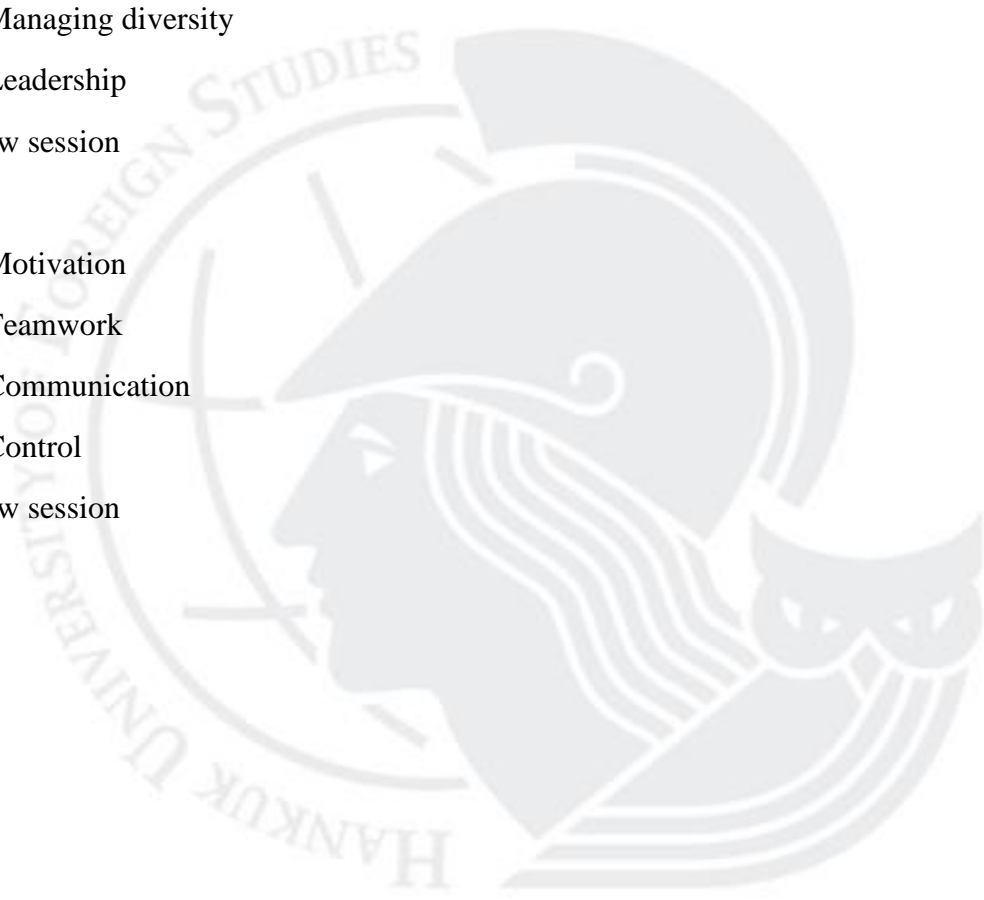 Managing diversity
Leadership
w session
Motivation
Teamwork
Communication
Control
w session
HANKUK UNIVERSITY OF FOREIGN STUDIES